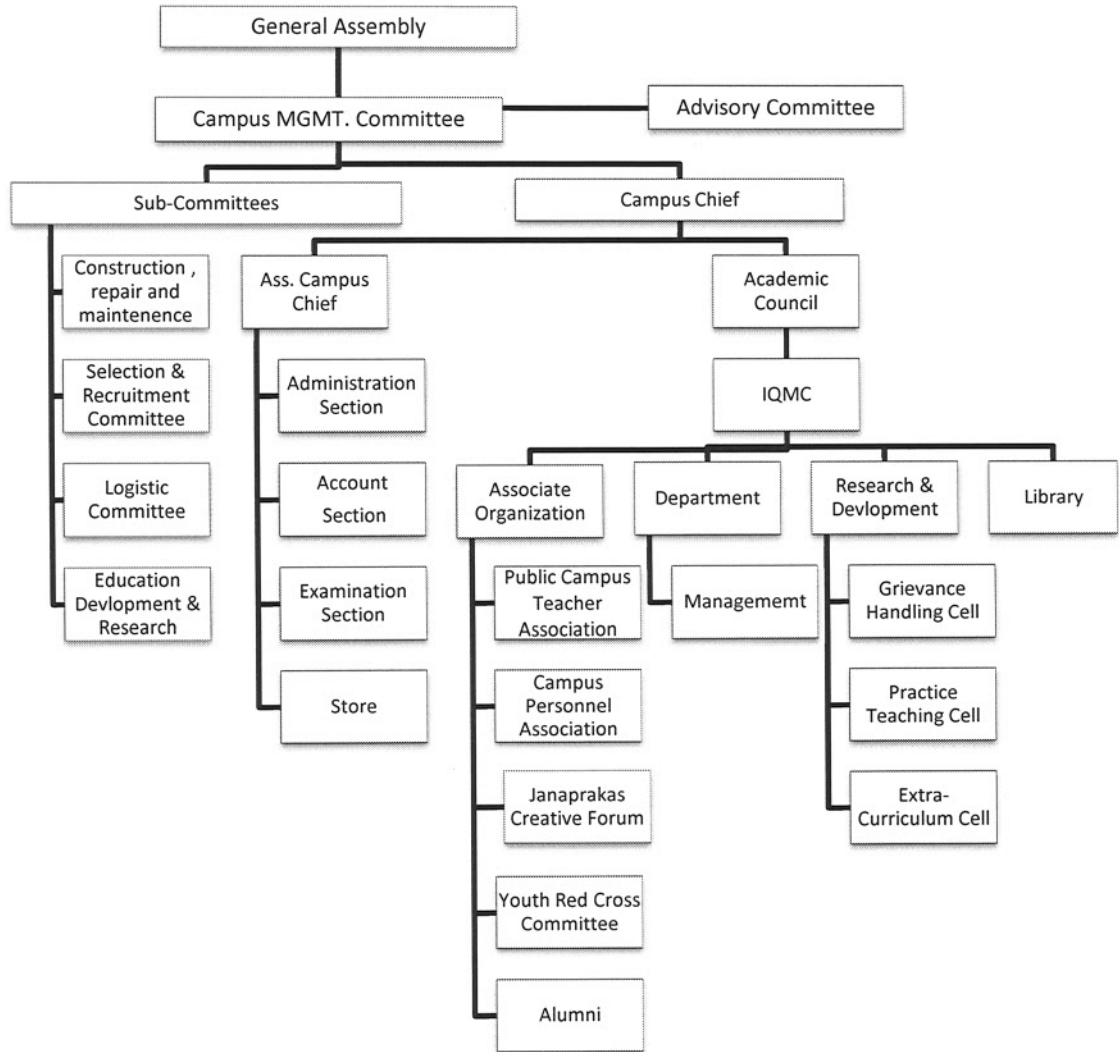 General Assembly
Campus MGMT. Committee
Advisory Committee
Sub-Committees
Campus Chief
Construction ,
repair and
maintenence
Selection &
Recruitment
Committee
Logistic
Committee
Education
Devlopment &
Research
Ass. Campus
Chief
Administration
Section
Account
Section
Examination
Section
Store
Academic
Council
IQMC
Associate
Organization
Public Campus
Teacher
Association
Campus
Personnel
Association
Janaprakas
Creative Forum
Youth Red Cross
Committee
Alumni
Department
Managememt
Research &
Devlopment
Grievance
Handling Cell
Practice
Teaching Cell
Extra-
Curriculum Cell
Library